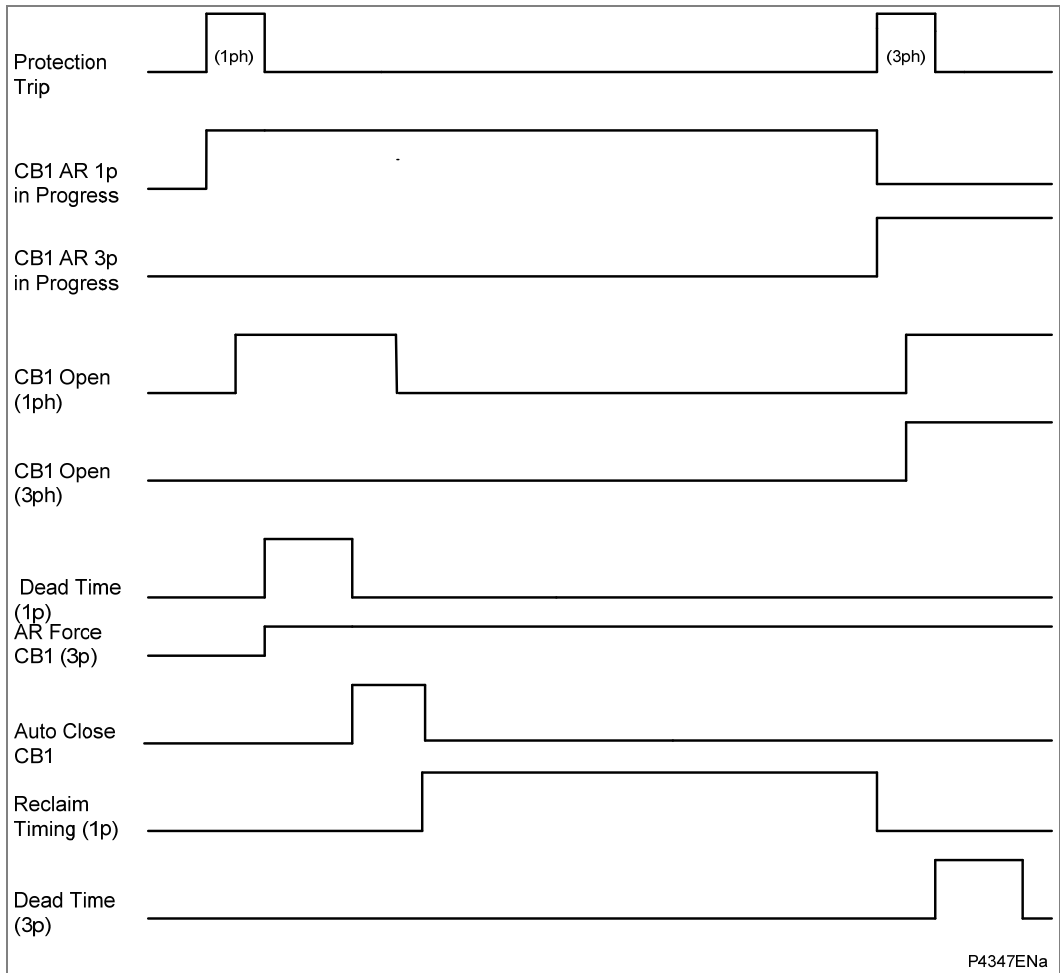 (1ph)
(3ph)
Protection
Trip
CB1 AR 1p
in Progress
CB1 AR 3p
in Progress
CB1 Open
(1ph)
CB1 Open
(3ph)
Dead Time
(1p)
AR Force
CB1 (3p)
Auto Close
CB1
Reclaim
Timing (1p)
Dead Time
(3p)
P4347ENa